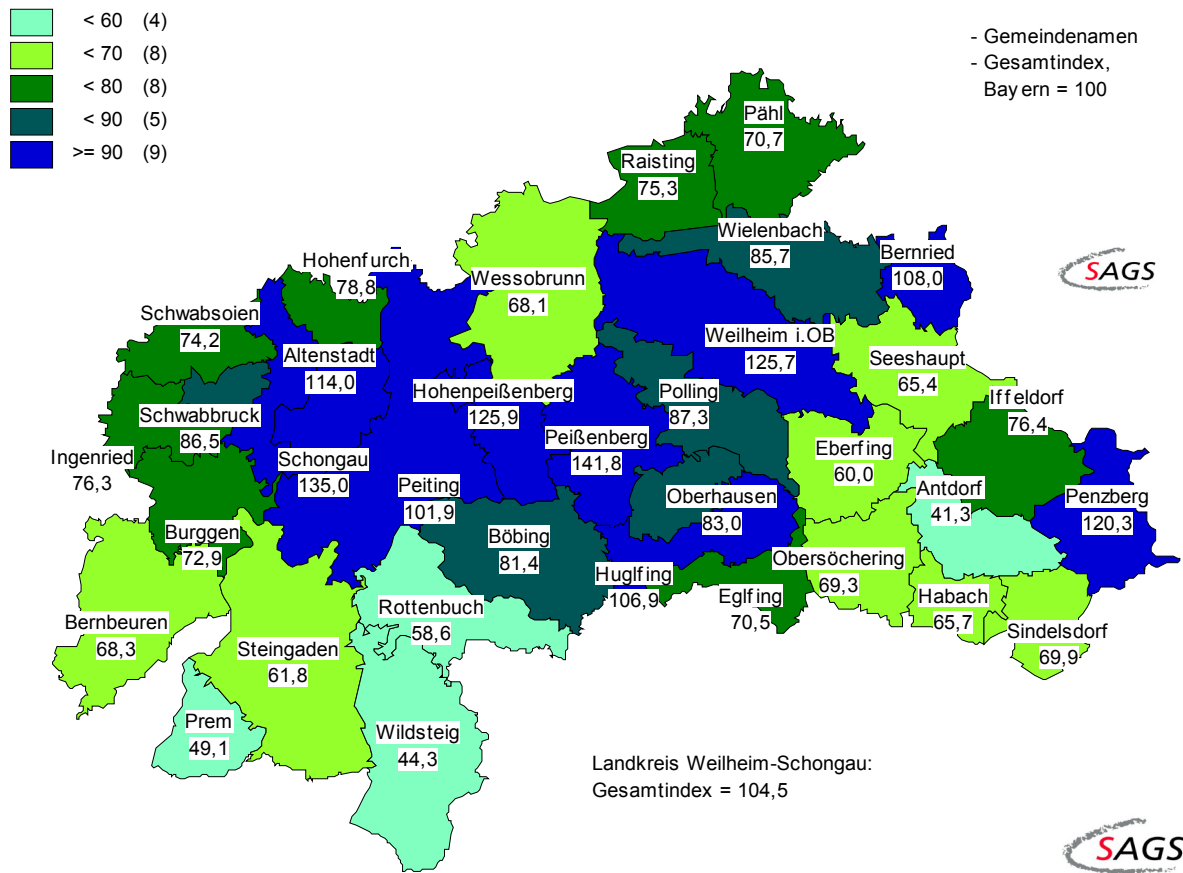 < 60 (4)
< 70 (8)
< 80 (8)
< 90 (5)
>= 90 (9)
- Gemeindenamen
- Gesamtindex,
Bayern = 100
Pähl
70,7
Raisting
75,3
Wielenbach
85,7
Bernried
108,0
SAGS
Hohenfurch
78,8
Wessobrunn
68,1
Schwabsoien
74,2
Altenstadt
114,0
Weilheim i.OB
125,7
Seeshaupt
65,4
Hohenpeißenberg
125,9
Polling
87,3
Iffeldorf
76,4
Schwabbruck
86,5
Peißenberg
141,8
Eberfing
60,0
Ingenried
76,3
Schongau
135,0
Peiting
101,9
Oberhausen
83,0
Antdorf
41,3
Penzberg
120,3
Burggen
72,9
Böbing
81,4
Huglfing
106,9
Obersöchering
69,3
Eglfing
70,5
Habach
65,7
Rottenbuch
58,6
Bernbeuren
68,3
Steingaden
61,8
Sindelsdorf
69,9
Prem
49,1
Wildsteig
44,3
Landkreis Weilheim-Schongau:
Gesamtindex = 104,5
SAGS